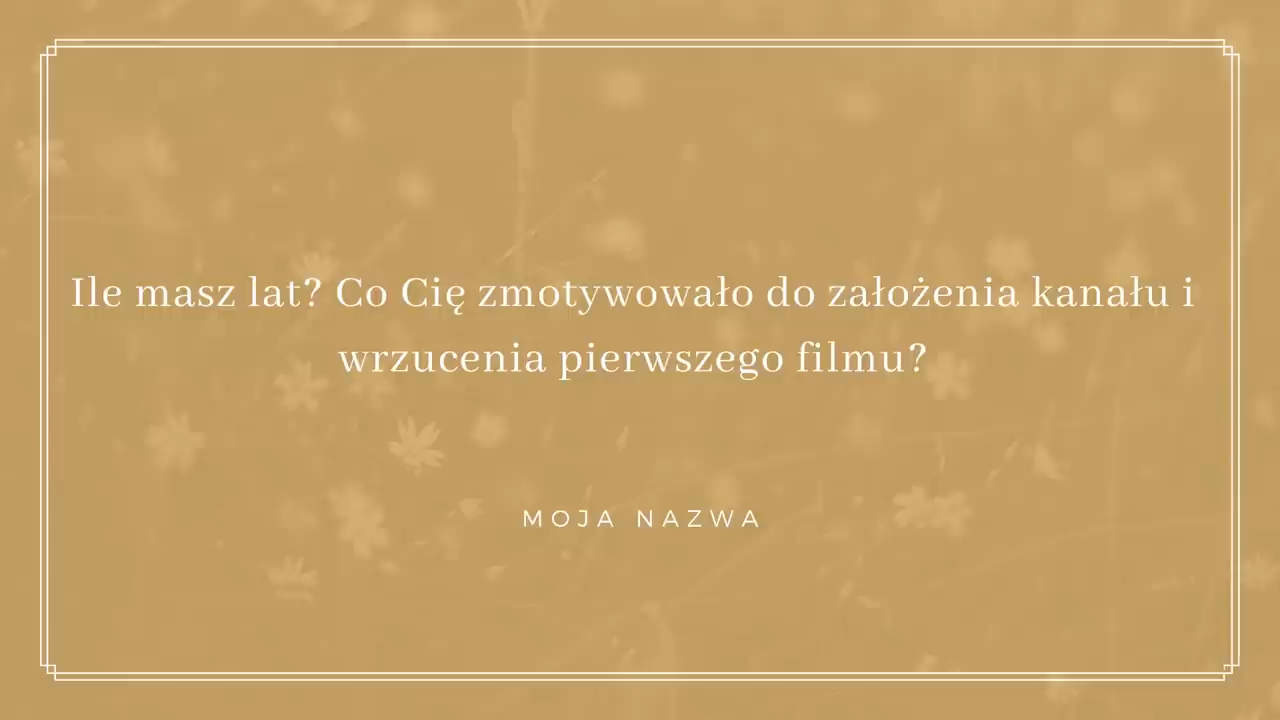 Ile masz lat? Co Cię zmotywowało do założenia kanału i
wrzucenia pierwszego filmu?
MOJA NAZWA